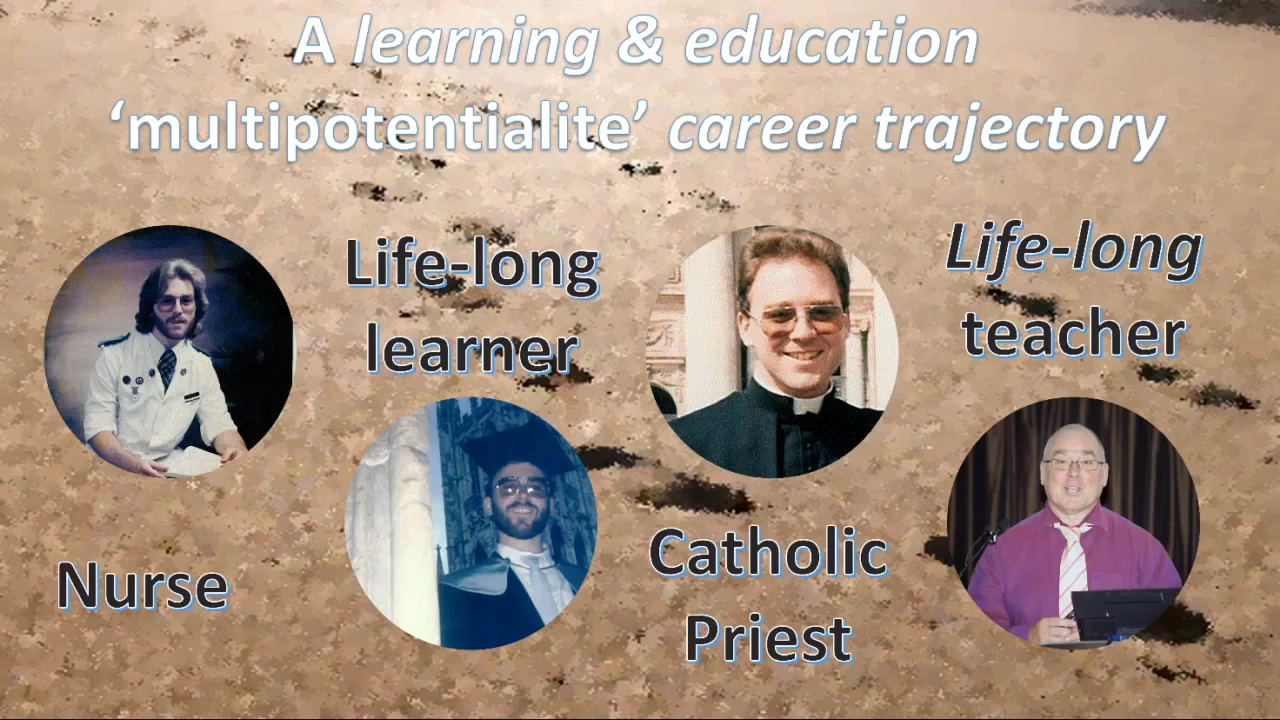 A learning & education
‘multipotentialite’ career trajectory
Nurse
Life-long
learner
Catholic
Priest
Life-long
teacher